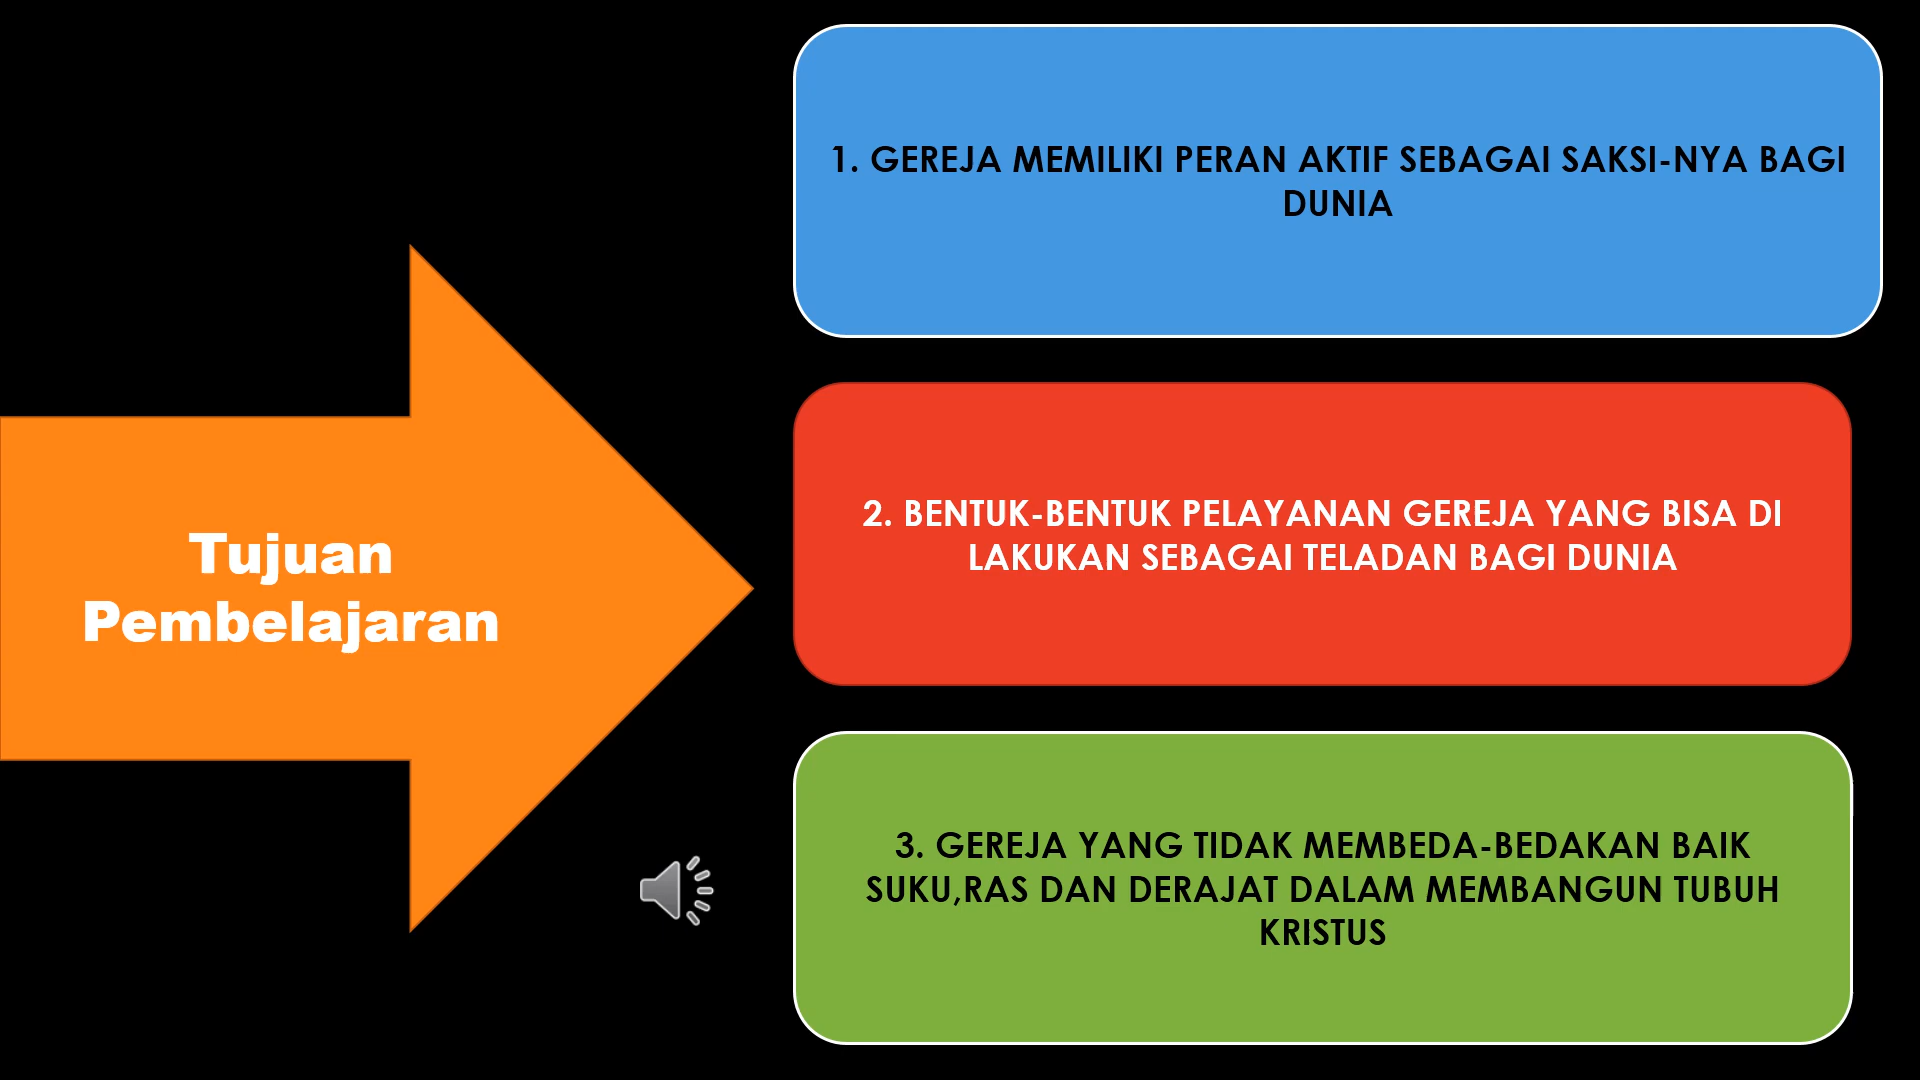 Tujuan
Pembelajaran
1. GEREJA MEMILIKI PERAN AKTIF SEBAGAI SAKSI-NYA BAGI
DUNIA
2. BENTUK-BENTUK PELAYANAN GEREJA YANG BISA DI
LAKUKAN SEBAGAI TELADAN BAGI DUNIA
3. GEREJA YANG TIDAK MEMBEDA-BEDAKAN BAIK
SUKU,RAS DAN DERAJAT DALAM MEMBANGUN TUBUH
KRISTUS